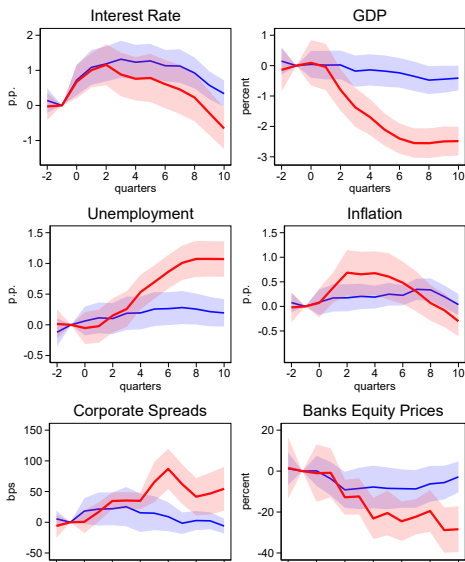 Interest Rate
GDP
p.p.
2
1
0
-1
-2 0 2 4 6 8 10
quarters
percent
1
0
-1
-2
-3
-2 0 2 4 6 8 10
quarters
Unemployment
Inflation
p.p.
1.5
1.0
0.5
0.0
-0.5
-2 0 2 4 6 8 10
quarters
p.p.
1.5
1.0
0.5
0.0
-0.5
-2 0 2 4 6 8 10
quarters
Corporate Spreads
Banks Equity Prices
bps
150
100
50
0
-50
percent
20
0
-20
-40